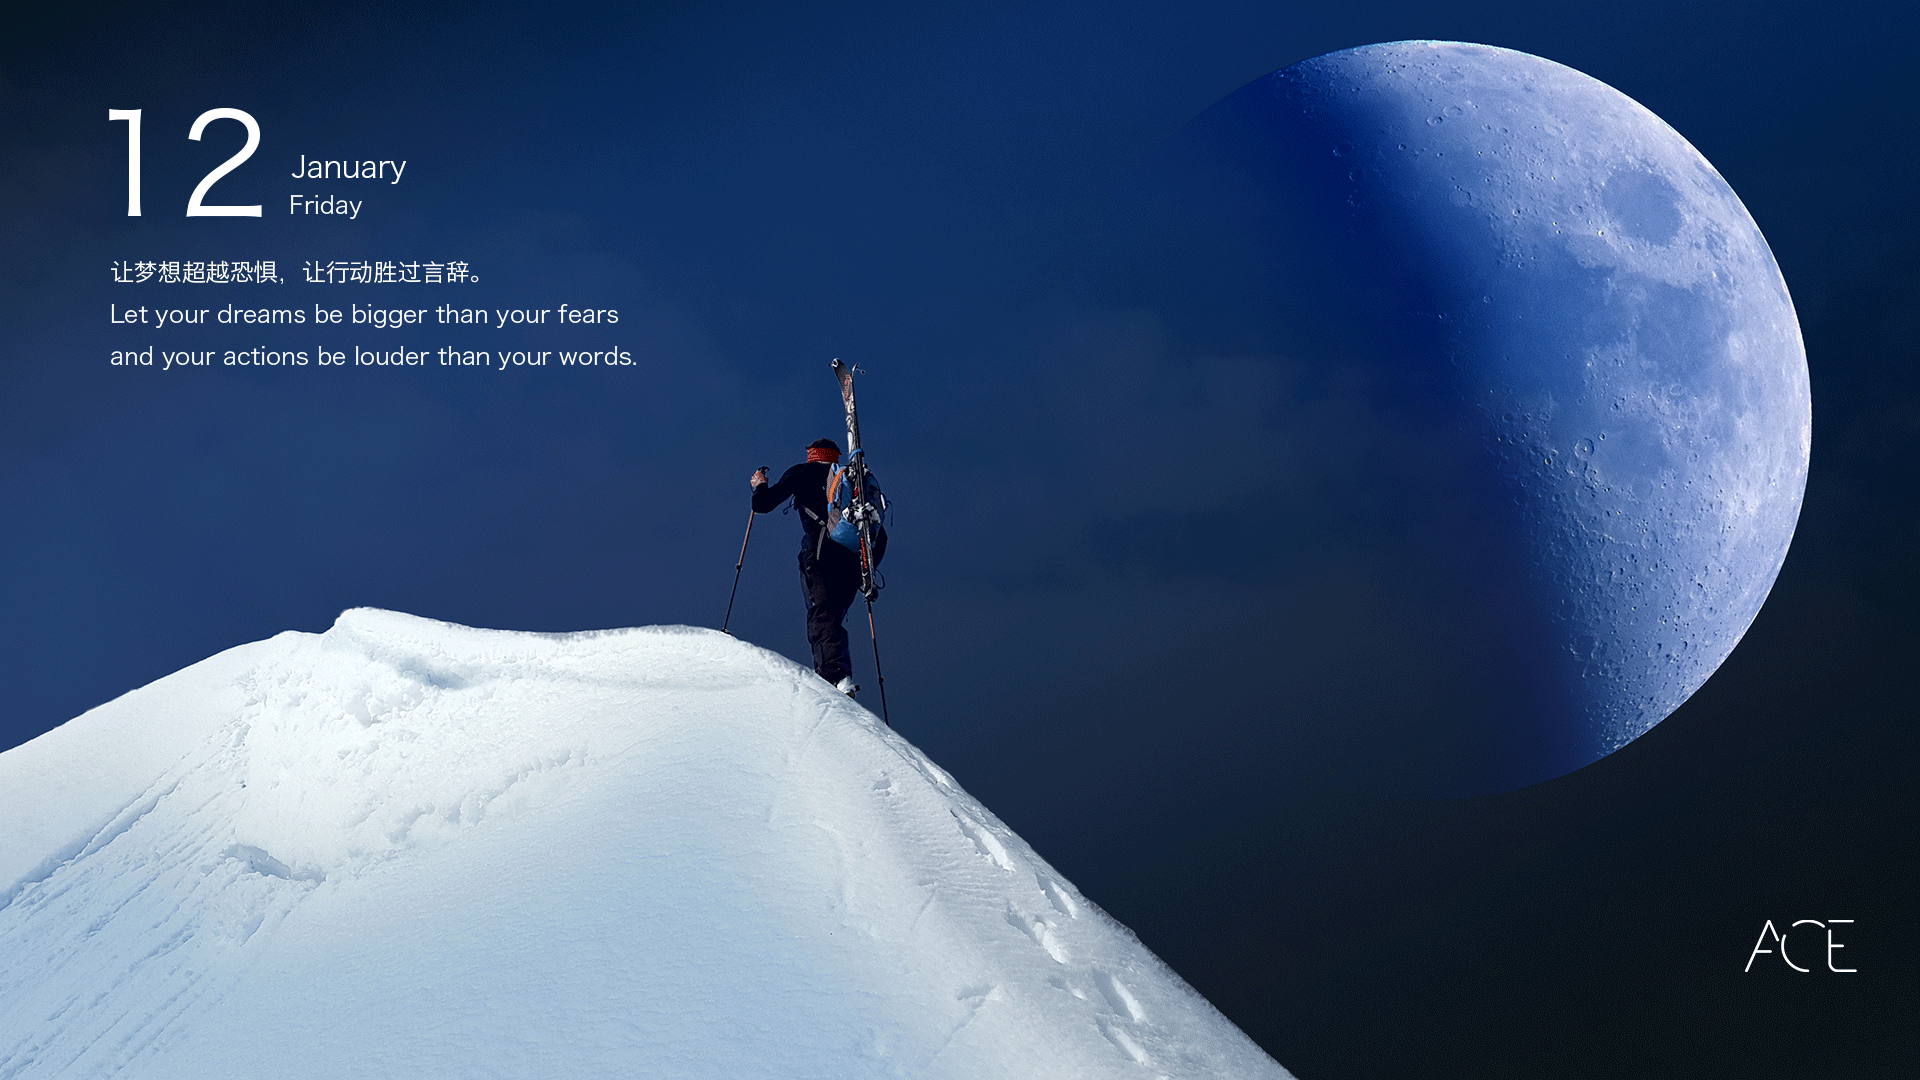 12
January
Friday
让梦想超越恐惧，让行动胜过言辞。
Let your dreams be bigger than your fears
and your actions be louder than your words.
ACE